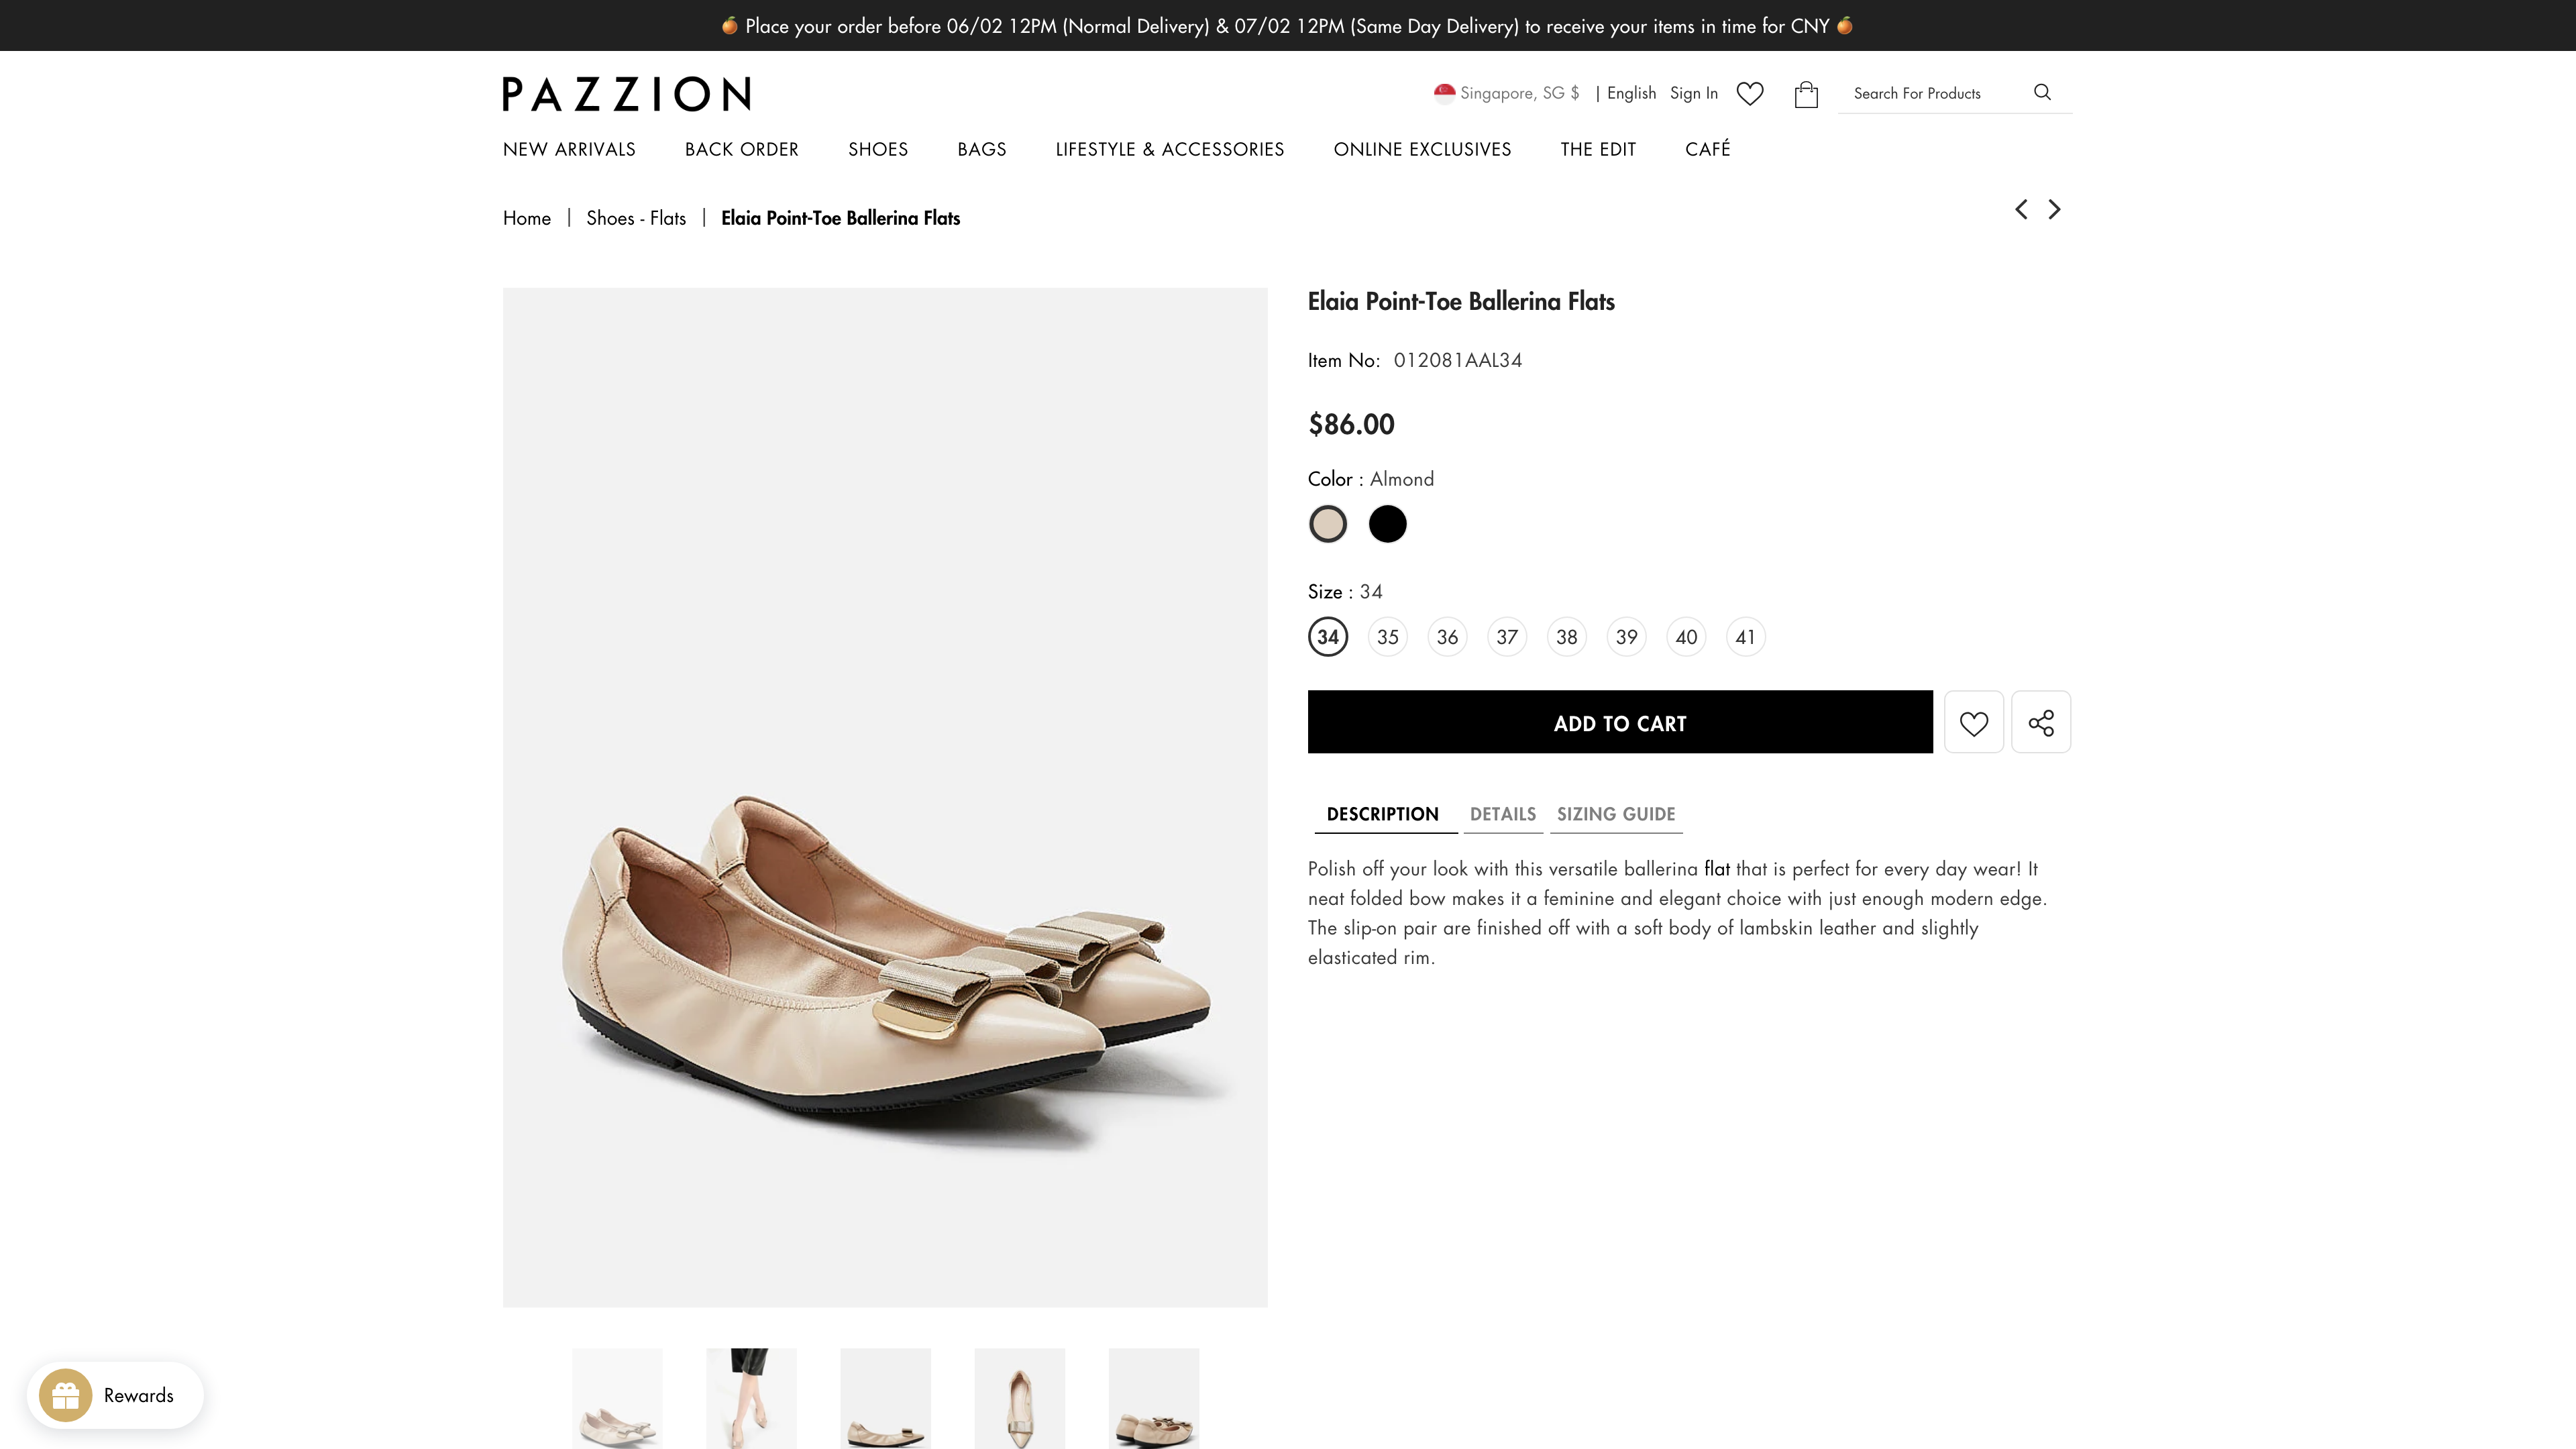 Place your order before 06/02 12PM (Normal Delivery) & 07/02 12PM (Same Day Delivery) to receive your items in time for CNY
PAZZION
Singapore, SG $ | English Sign In Search For Products
NEW ARRIVALS BACK ORDER SHOES BAGS LIFESTYLE & ACCESSORIES ONLINE EXCLUSIVES THE EDIT CAFÉ
Home | Shoes - Flats | Elaia Point-Toe Ballerina Flats
Elaia Point-Toe Ballerina Flats
Item No: 012081AAL34
$86.00
Color : Almond
Size : 34
34 35 36 37 38 39 40 41
ADD TO CART
DESCRIPTION DETAILS SIZING GUIDE
Polish off your look with this versatile ballerina flat that is perfect for every day wear! It
neat folded bow makes it a feminine and elegant choice with just enough modern edge.
The slip-on pair are finished off with a soft body of lambskin leather and slightly
elasticated rim.
Rewards